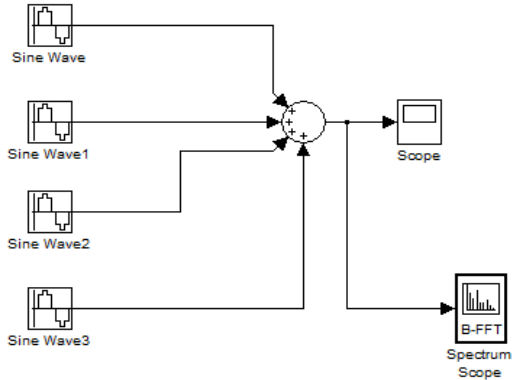 Sine Wave
Sine Wave1
Sine Wave2
Sine Wave3
+
+
+
+
Scope
B-FFT
Spectrum
Scope